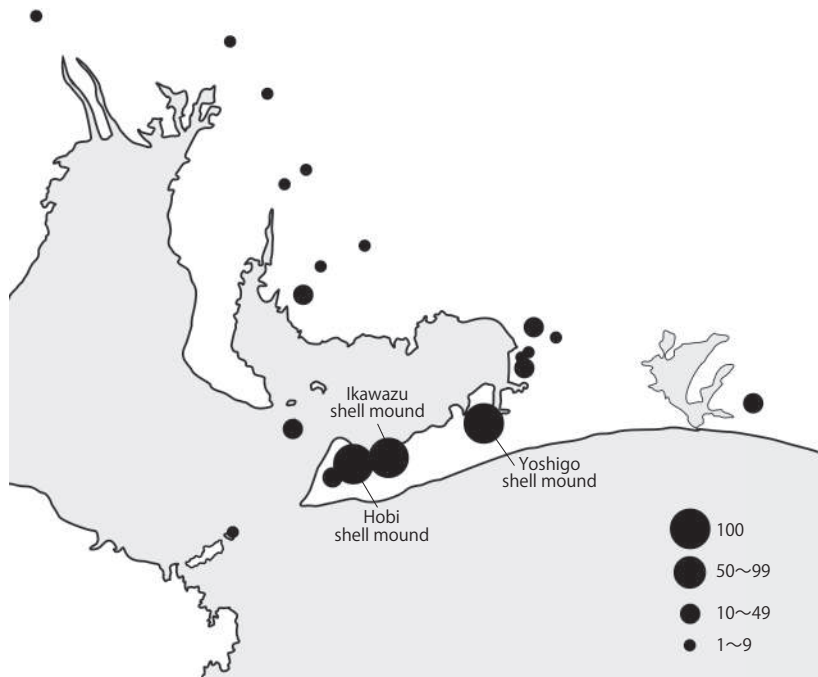 Ikawazu
shell mound
Yoshigo
shell mound
Hobi
shell mound
100
50〜99
10〜49
1〜9